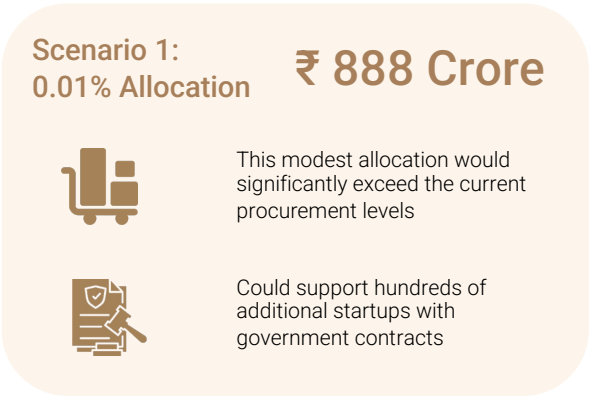 Scenario 1:
0.01% Allocation
₹ 888 Crore
This modest allocation would
significantly exceed the current
procurement levels
Could support hundreds of
additional startups with
government contracts